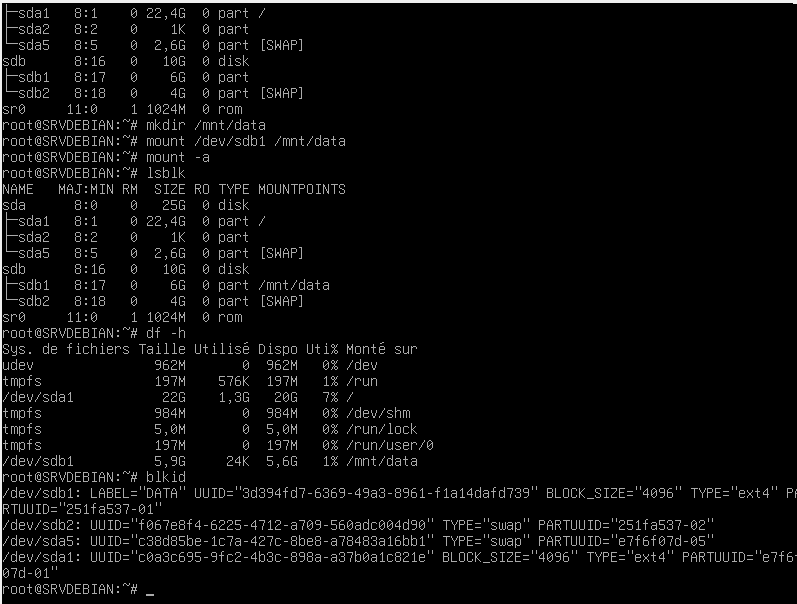 ├─sda1   8:1    0 22,4G  0 part /
├─sda2   8:2    0    1K  0 part
└─sda5   8:5    0  2,6G  0 part [SWAP]
sdb      8:16   0   10G  0 disk
├─sdb1   8:17   0    6G  0 part
└─sdb2   8:18   0    4G  0 part [SWAP]
sr0     11:0    1 1024M  0 rom
root@SRVDEBIAN:~# mkdir /mnt/data
root@SRVDEBIAN:~# mount /dev/sdb1 /mnt/data
root@SRVDEBIAN:~# mount -a
root@SRVDEBIAN:~# lsblk
NAME   MAJ:MIN RM  SIZE RO TYPE MOUNTPOINTS
sda      8:0    0   25G  0 disk
├─sda1   8:1    0 22,4G  0 part /
├─sda2   8:2    0    1K  0 part
└─sda5   8:5    0  2,6G  0 part [SWAP]
sdb      8:16   0   10G  0 disk
├─sdb1   8:17   0    6G  0 part /mnt/data
└─sdb2   8:18   0    4G  0 part [SWAP]
sr0     11:0    1 1024M  0 rom
root@SRVDEBIAN:~# df -h
Sys. de fichiers Taille Utilisé Dispo Uti% Monté sur
udev               962M       0  962M   0% /dev
tmpfs              197M    576K  197M   1% /run
/dev/sda1           22G    1,3G   20G   7% /
tmpfs              984M       0  984M   0% /dev/shm
tmpfs              5,0M       0  5,0M   0% /run/lock
tmpfs              197M       0  197M   0% /run/user/0
/dev/sdb1          5,9G     24K  5,6G   1% /mnt/data
root@SRVDEBIAN:~# blkid
/dev/sdb1: LABEL="DATA" UUID="3d394fd7-6369-49a3-8961-f1a14dafd739" BLOCK_SIZE="4096" TYPE="ext4" PA
RTUUID="251fa537-01"
/dev/sdb2: UUID="f067e8f4-6225-4712-a709-560adc004d90" TYPE="swap" PARTUUID="251fa537-02"
/dev/sda5: UUID="c38d85be-1c7a-427c-8be8-a78483a16bb1" TYPE="swap" PARTUUID="e7f6f07d-05"
/dev/sda1: UUID="c0a3c695-9fc2-4b3c-898a-a37b0a1c821e" BLOCK_SIZE="4096" TYPE="ext4" PARTUUID="e7f6f
07d-01"
root@SRVDEBIAN:~# _